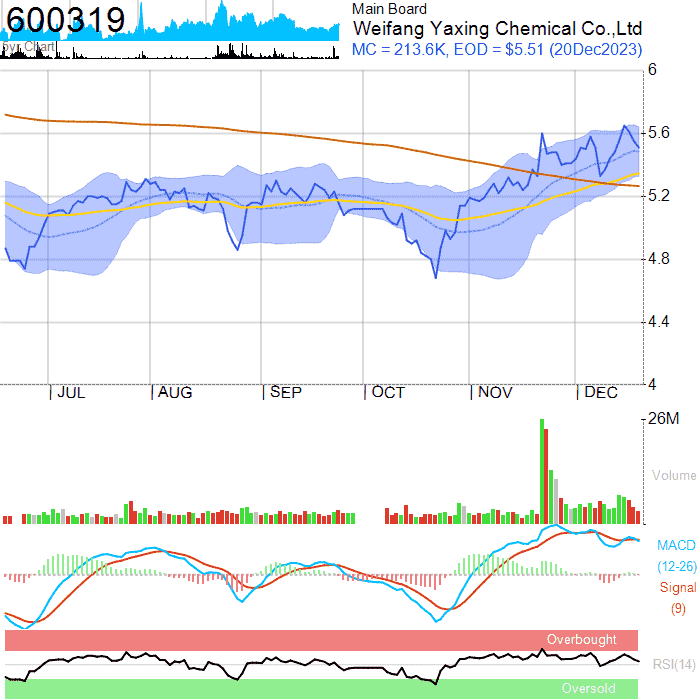 600319
5yr Chart
Main Board
Weifang Yaxing Chemical Co.,Ltd
MC = 213.6K, EOD = $5.51 (20Dec2023)
6
5.6
5.2
4.8
4.4
4
JUL AUG SEP OCT NOV DEC
26M
Volume
MACD
(12-26)
Signal
(9)
Overbought
RSI(14)
Oversold